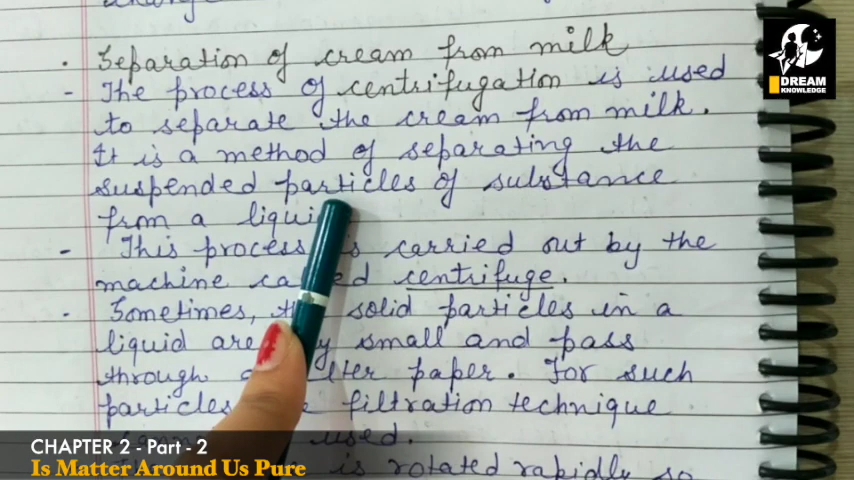 . Separation of cream from milk
- The process of centrifugation is used
to separate the cream from milk.
It is a method of separating the
suspended particles of substance
from a liqui
- This process is carried out by the
machine ca d centrifuge.
. Sometimes, th solid particles in a
liquid are y small and pass
through lter paper. For such
particles filtration technique
used.
is rotated rapidly so
DREAM
KNOWLEDGE
CHAPTER 2 - Part - 2
Is Matter Around Us Pure